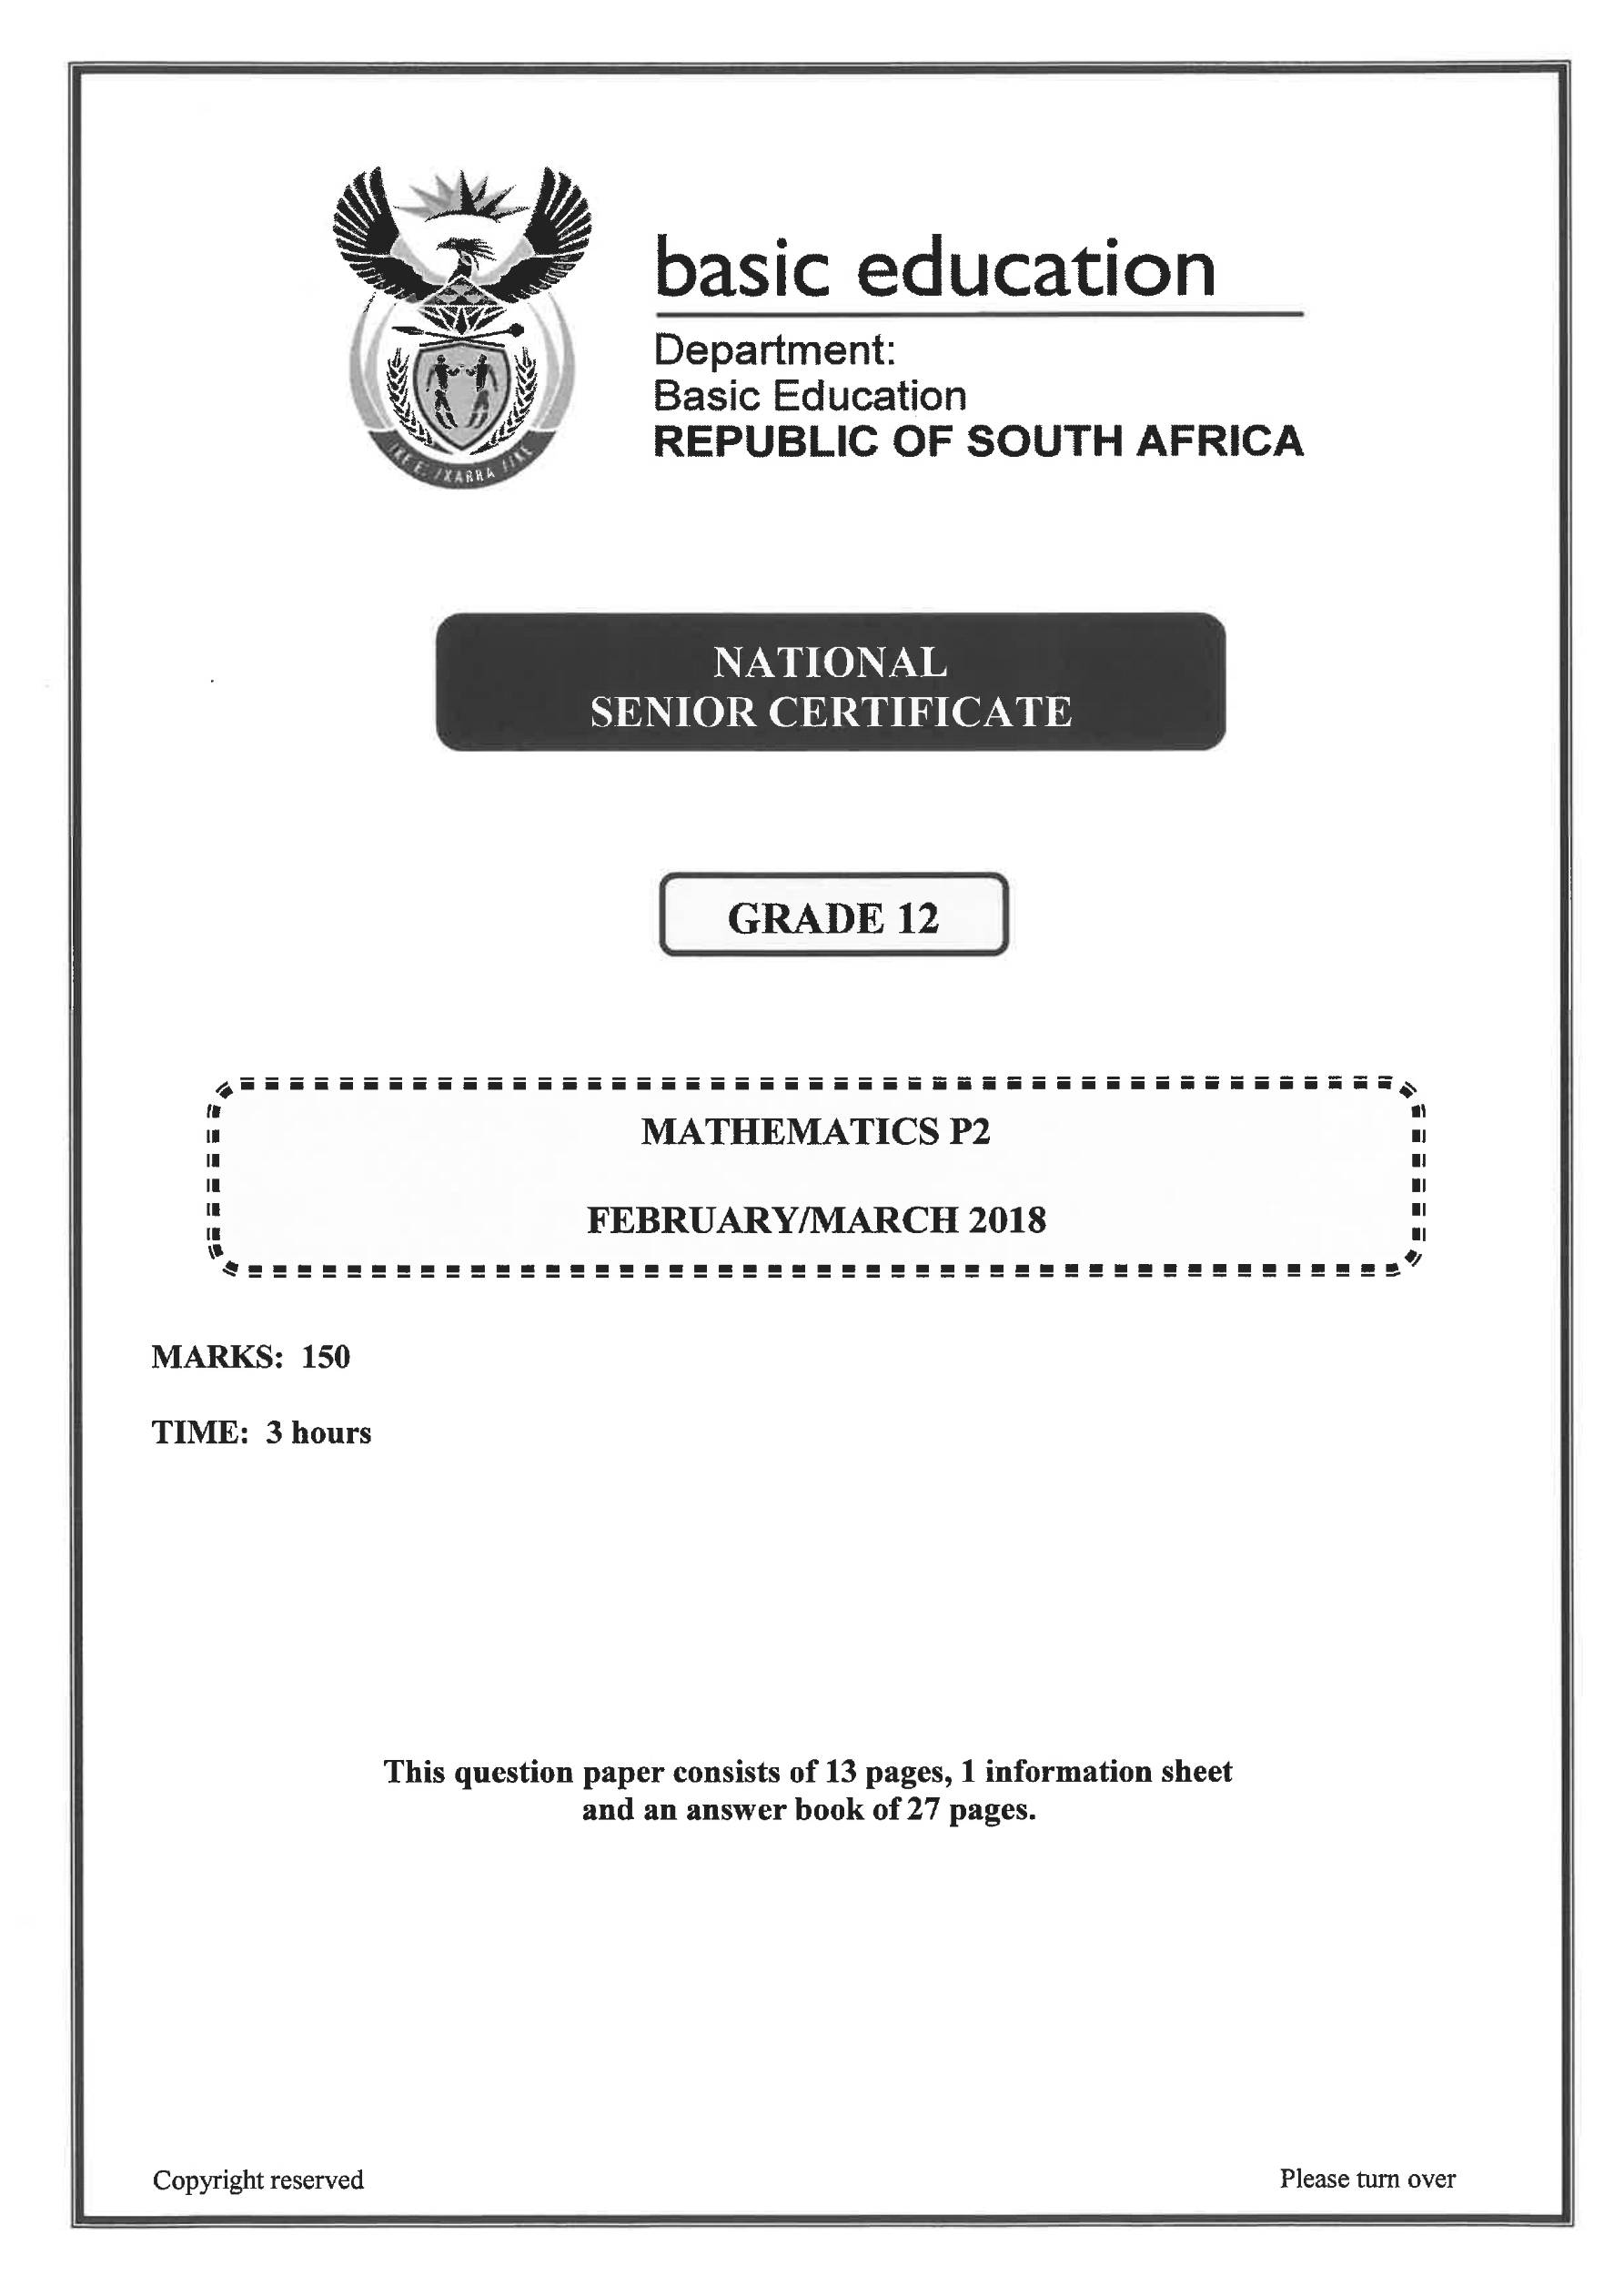 !KE E: /XARRA //KE
basic education
Department:
Basic Education
REPUBLIC OF SOUTH AFRICA
NATIONAL
SENIOR CERTIFICATE
GRADE 12
MATHEMATICS P2
FEBRUARY/MARCH 2018
MARKS: 150
TIME: 3 hours
This question paper consists of 13 pages, 1 information sheet
and an answer book of 27 pages.
Copyright reserved
Please turn over